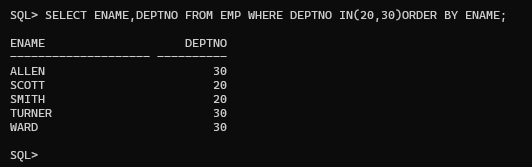 SQL> SELECT ENAME,DEPTNO FROM EMP WHERE DEPTNO IN(20,30)ORDER BY ENAME;
ENAME                    DEPTNO
-------------------- ----------
ALLEN                        30
SCOTT                        20
SMITH                        20
TURNER                       30
WARD                         30
SQL>